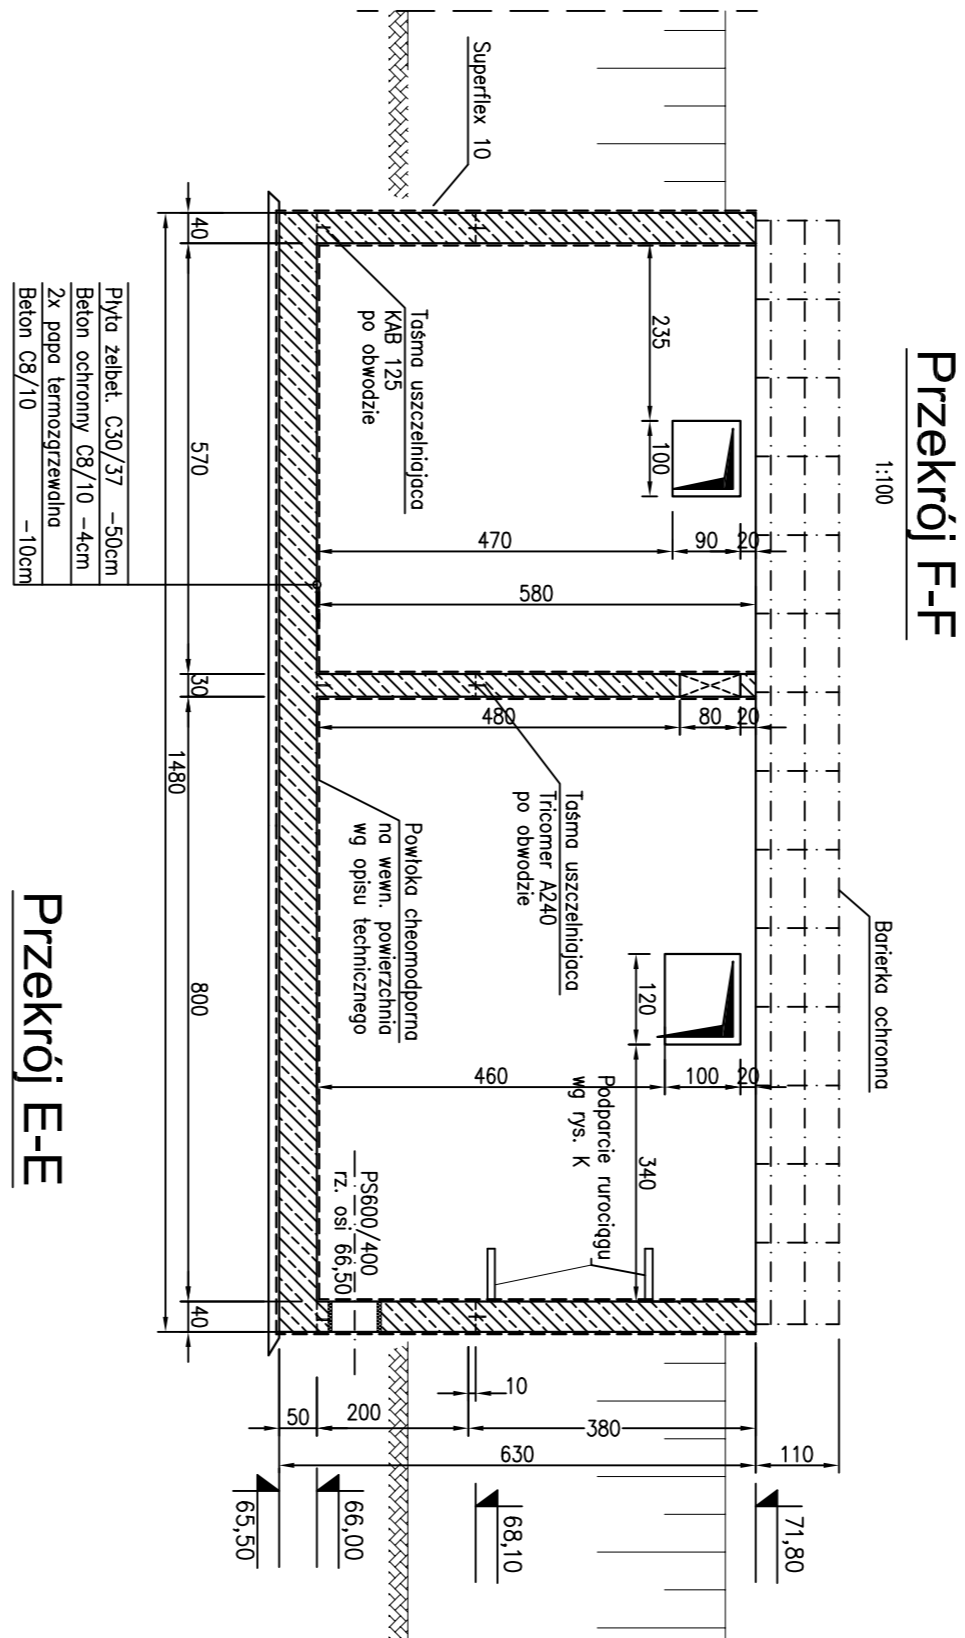 Przekrój F-F
1:100
Barierka ochronna
Superflex 10
235
100
470
90
20
580
Taśma uszczelniajaca
KAB 125
po obwodzie
480
80
20
Taśma uszczelniajaca
Tricomer A240
po obwodzie
120
460
100
20
340
Podparcie rurociągu
wg rys. K
Powłoka cheomodporna
na wewn. powierzchnia
wg opisu technicznego
PS600/400
rz. osi 66,50
40
570
30
800
40
1480
10
50
200
380
630
110
65,50
66,00
68,10
71,80
Płyta żelbet. C30/37 -50cm
Beton ochronny C8/10 -4cm
2x papa termozgrzewalna
Beton C8/10 -10cm
Przekrój E-E